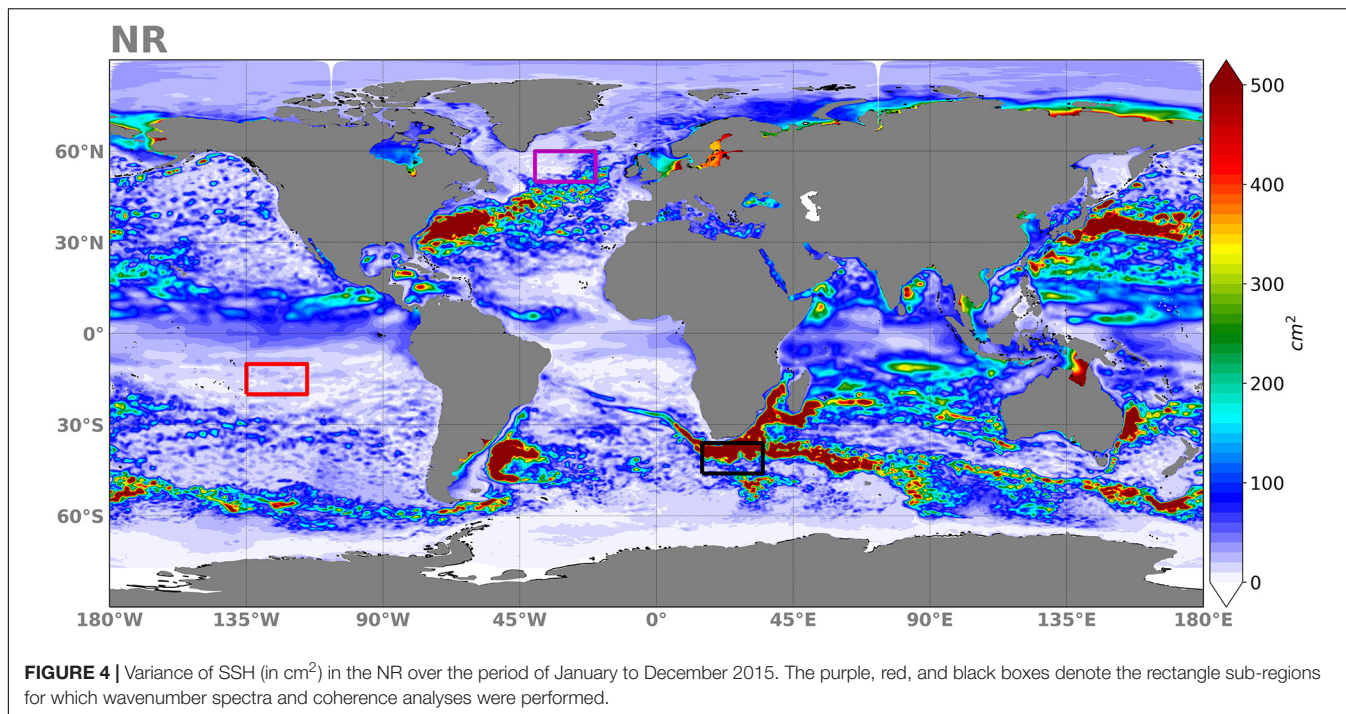 NR
60°N
30°N
0°
30°S
60°S
180°W 135°W 90°W 45°W 0° 45°E 90°E 135°E 180°E
500
400
300
200
100
0
cm²
FIGURE 4 | Variance of SSH (in cm²) in the NR over the period of January to December 2015. The purple, red, and black boxes denote the rectangle sub-regions
for which wavenumber spectra and coherence analyses were performed.